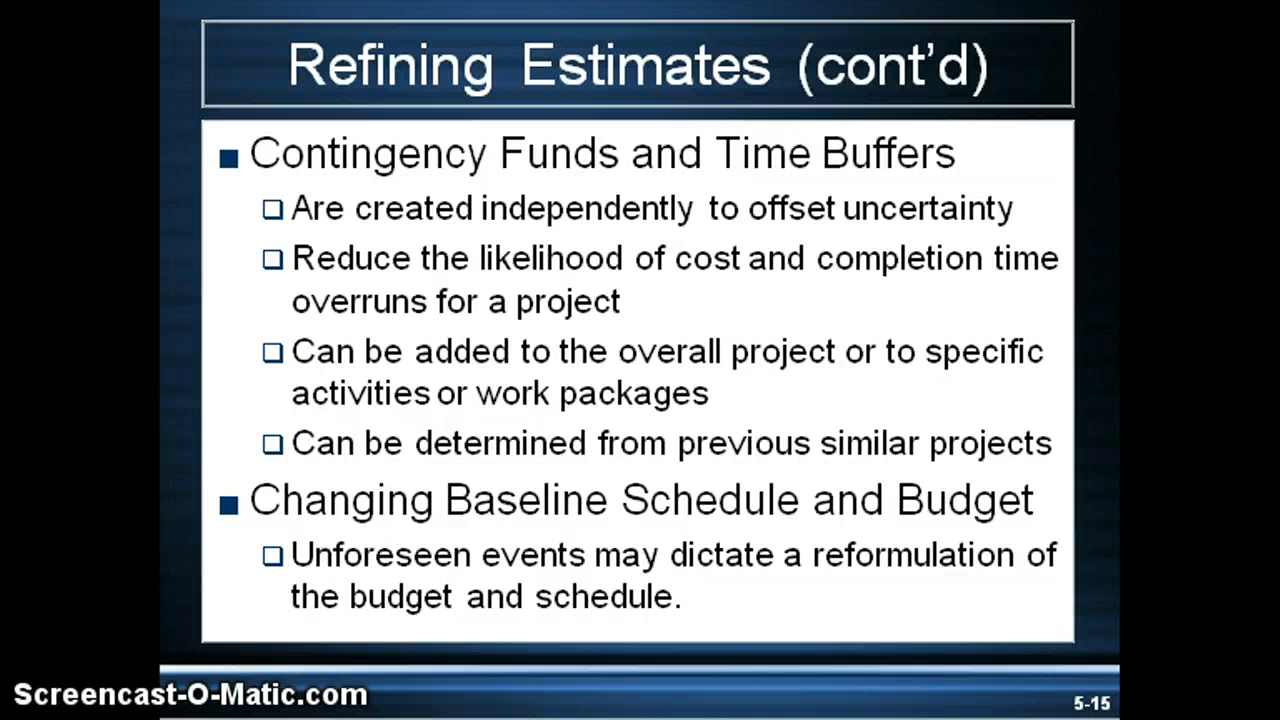 Refining Estimates (cont'd)
■ Contingency Funds and Time Buffers
❑ Are created independently to offset uncertainty
❑ Reduce the likelihood of cost and completion time
overruns for a project
❑ Can be added to the overall project or to specific
activities or work packages
❑ Can be determined from previous similar projects
■ Changing Baseline Schedule and Budget
❑ Unforeseen events may dictate a reformulation of
the budget and schedule.
Screencast-O-Matic.com
5-15